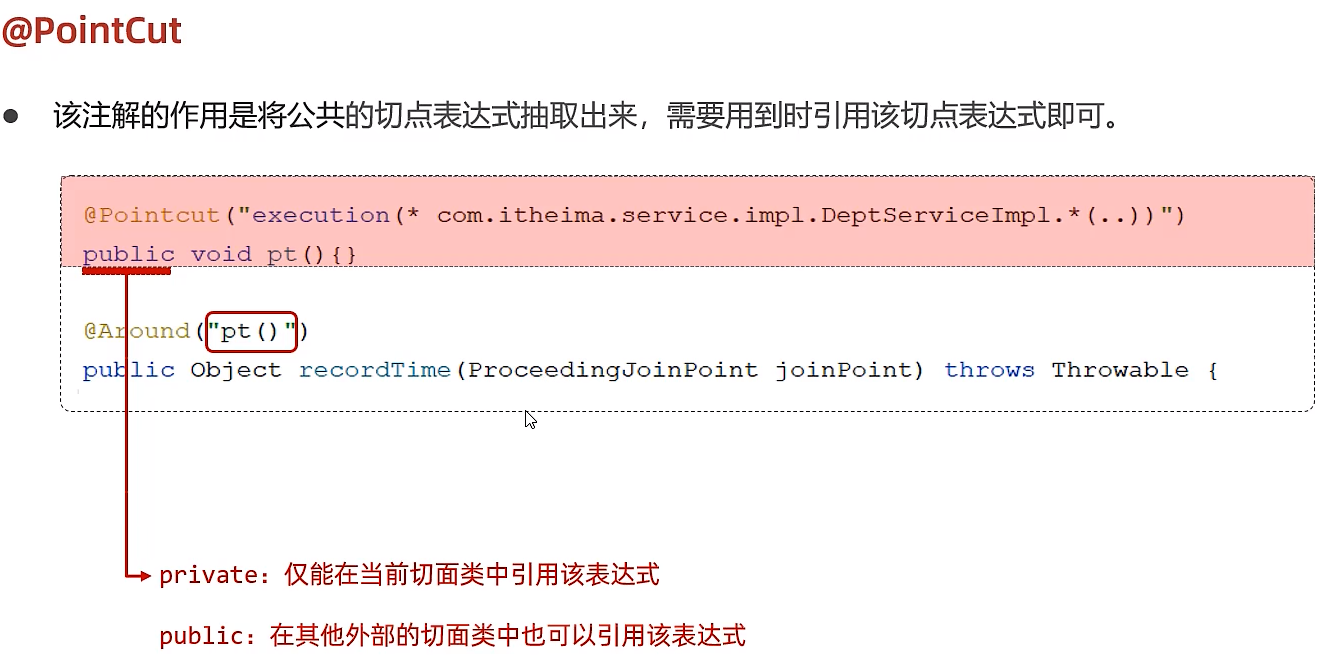 @PointCut
● 该注解的作用是将公共的切点表达式抽取出来，需要用到时引用该切点表达式即可。
@Pointcut("execution(* com.itheima.service.impl.DeptServiceImpl.*(..))")
public void pt(){}
@Around("pt()")
public Object recordTime(ProceedingJoinPoint joinPoint) throws Throwable {
private：仅能在当前切面类中引用该表达式
public：在其他外部的切面类中也可以引用该表达式